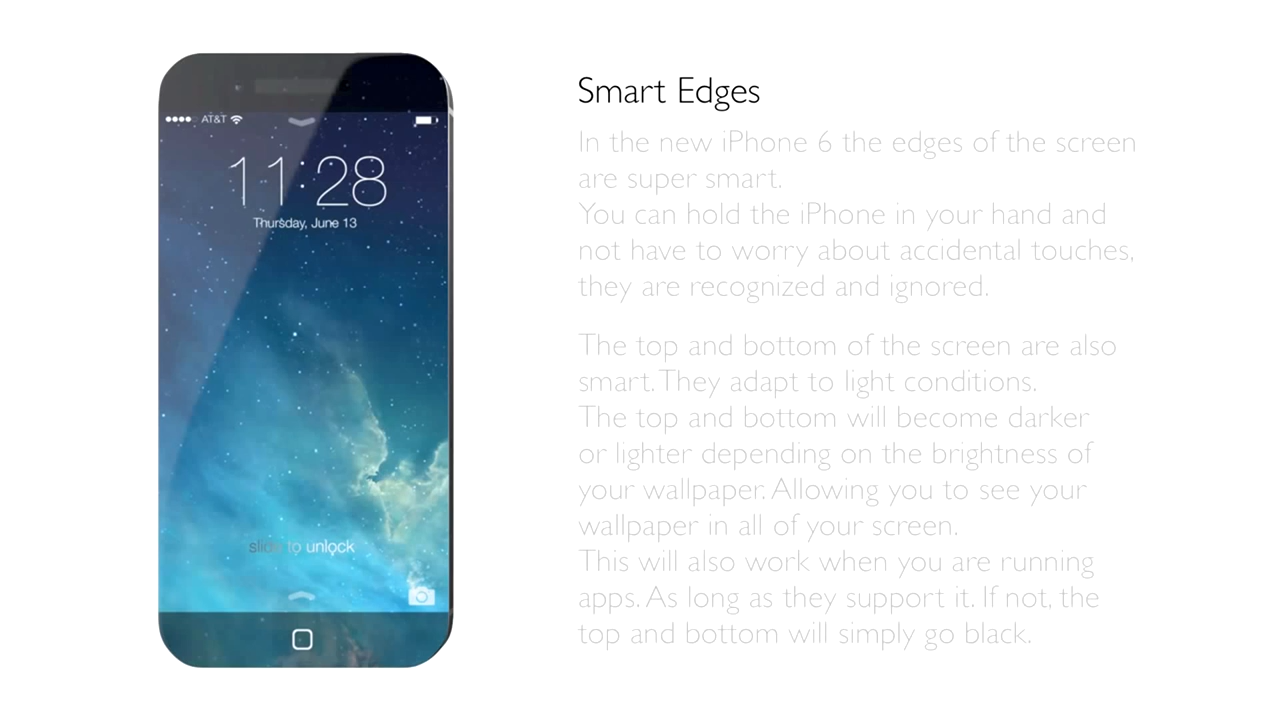 AT&T
11:28
Thursday, June 13
slide to unlock
Smart Edges
In the new iPhone 6 the edges of the screen
are super smart.
You can hold the iPhone in your hand and
not have to worry about accidental touches,
they are recognized and ignored.
The top and bottom of the screen are also
smart. They adapt to light conditions.
The top and bottom will become darker
or lighter depending on the brightness of
your wallpaper. Allowing you to see your
wallpaper in all of your screen.
This will also work when you are running
apps. As long as they support it. If not, the
top and bottom will simply go black.